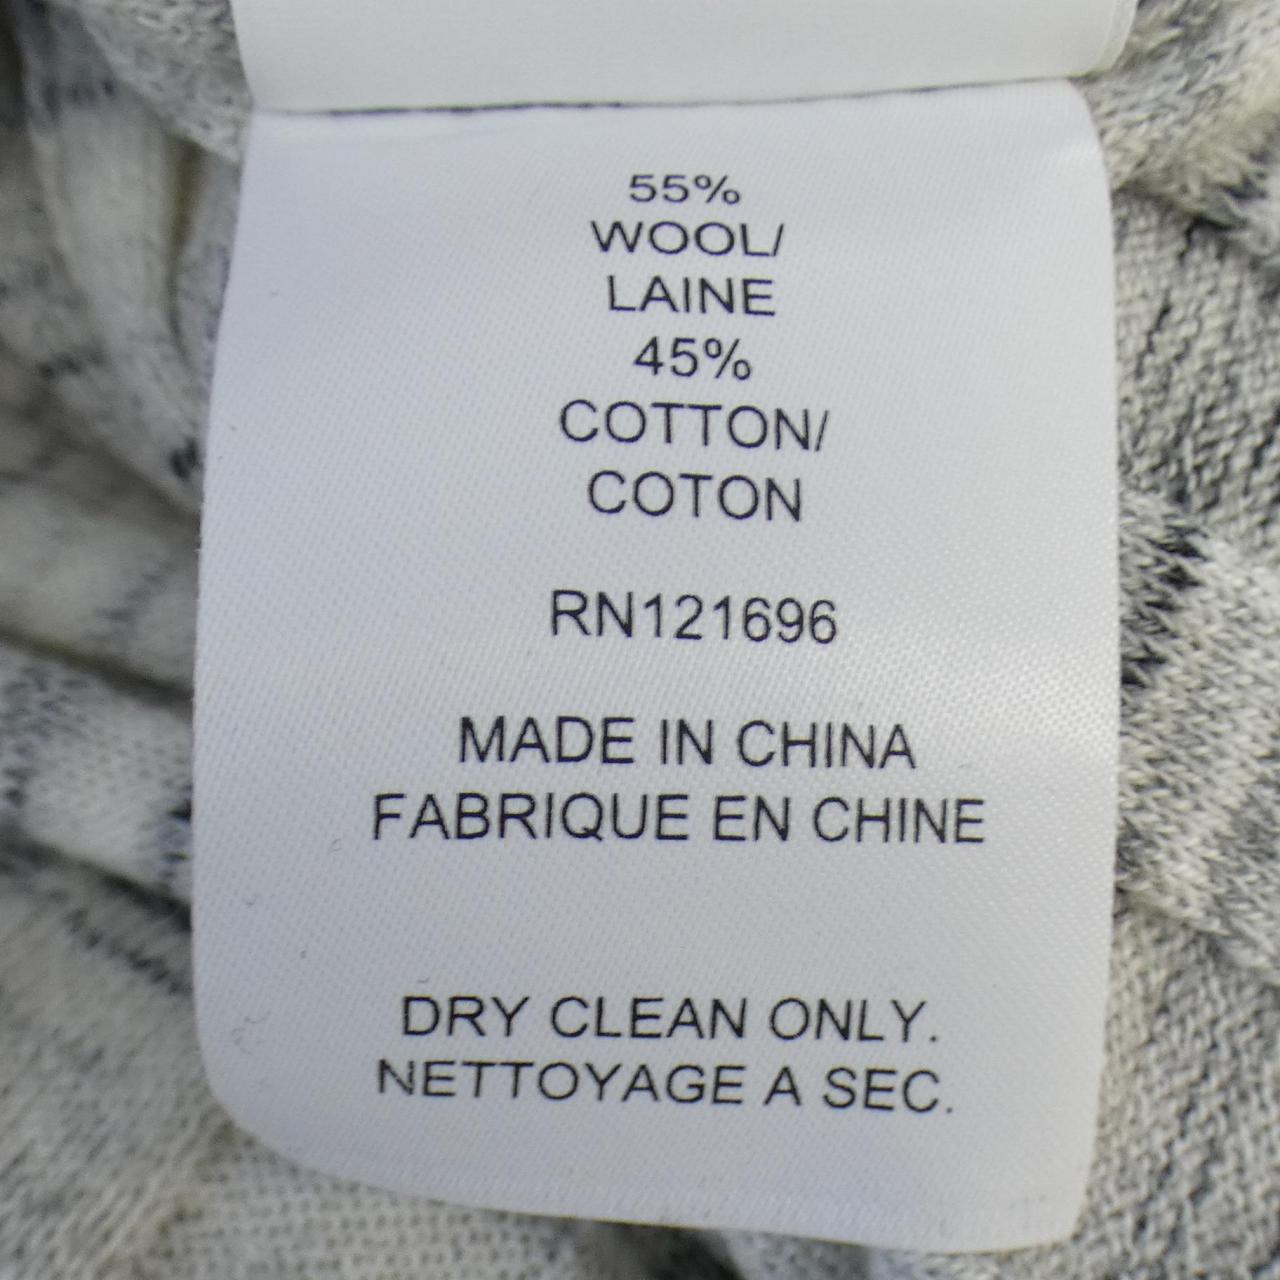 55%
WOOL/
LAINE
45%
COTTON/
COTON
RN121696
MADE IN CHINA
FABRIQUE EN CHINE
DRY CLEAN ONLY.
NETTOYAGE A SEC.